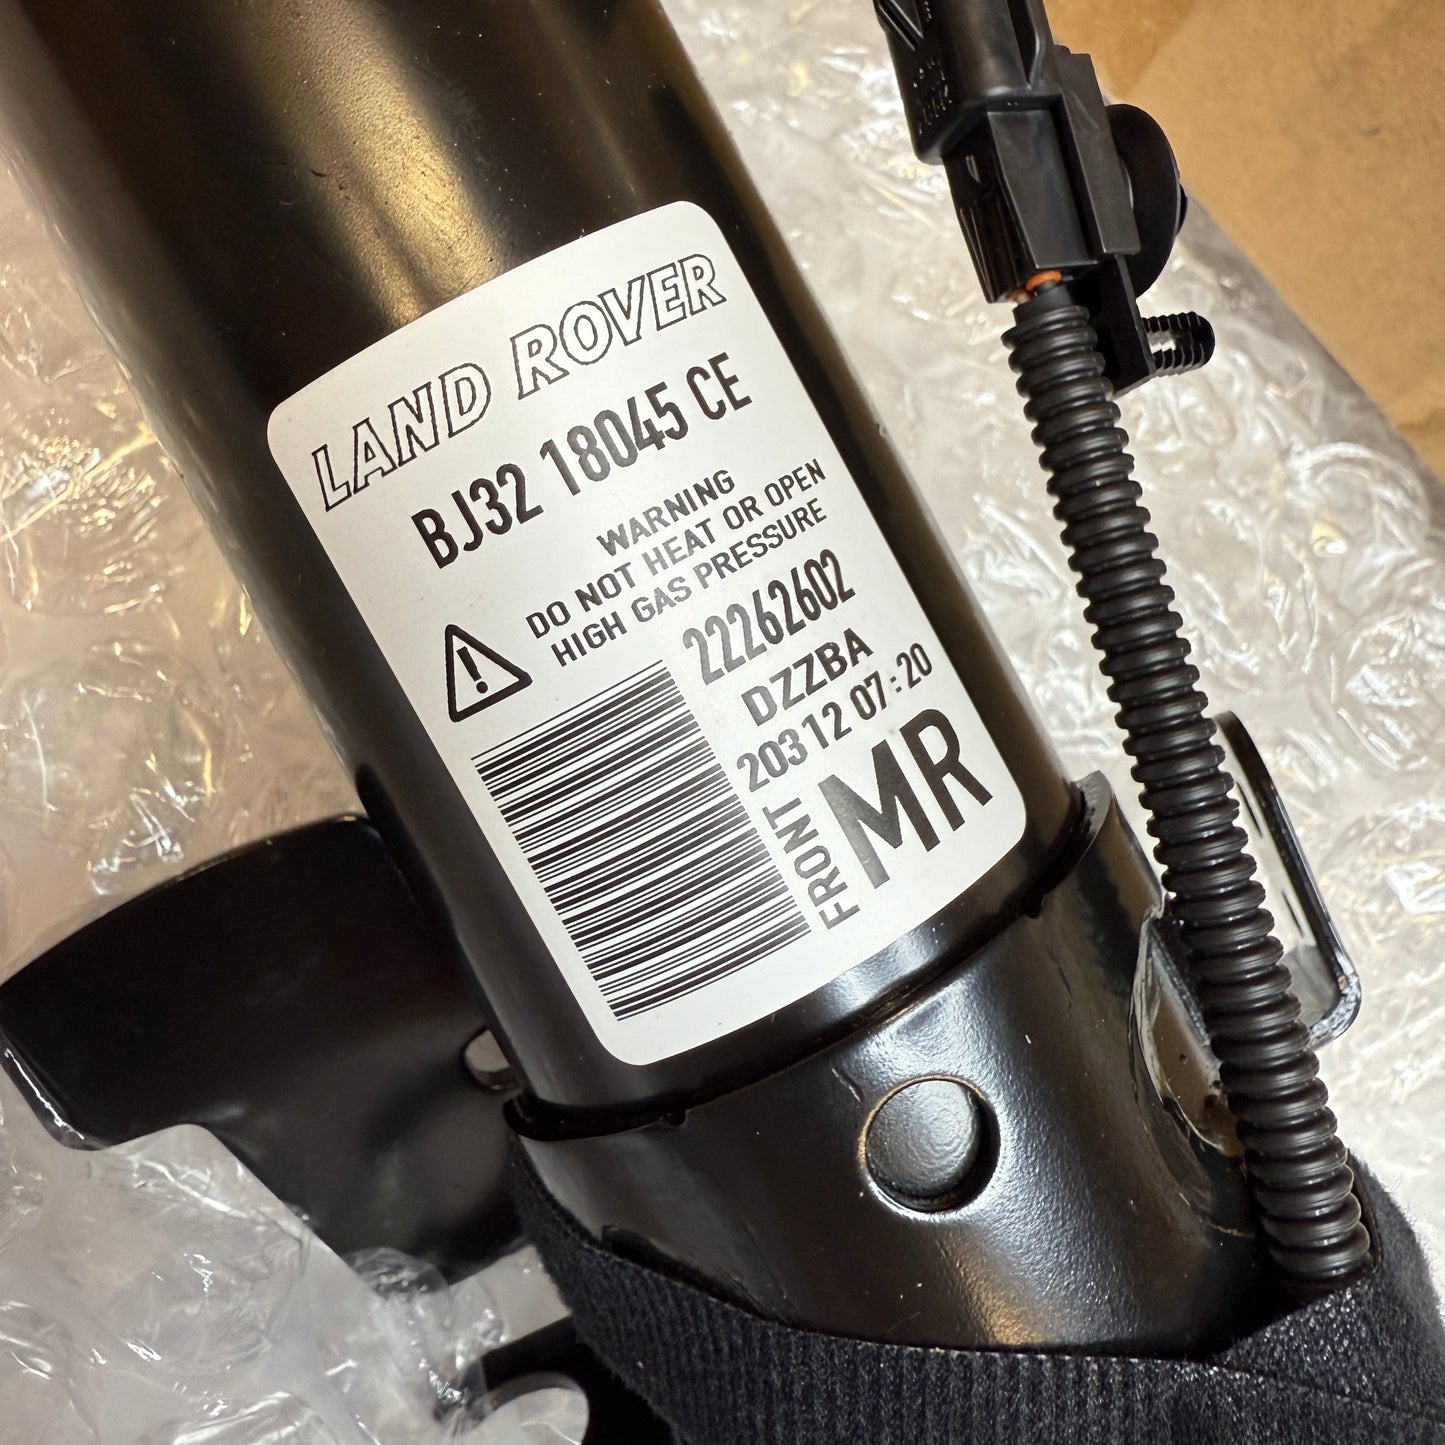 LAND ROVER
BJ32 18045 CE
WARNING
DO NOT HEAT OR OPEN
HIGH GAS PRESSURE
22262602
DZZBA
20312 07:20
FRONT MR